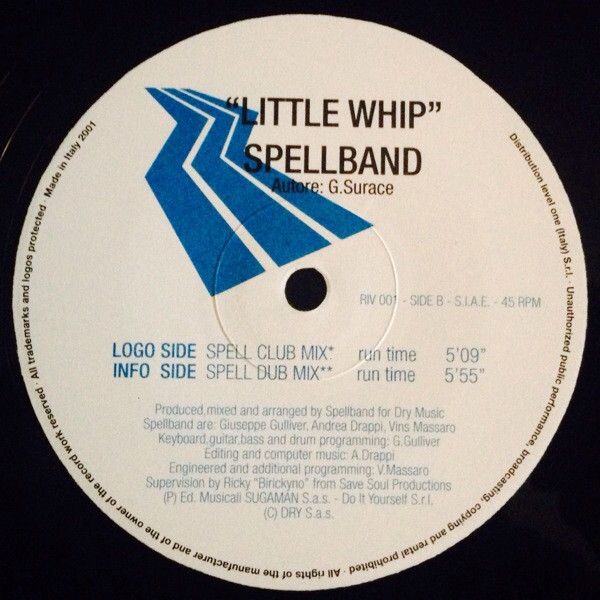 "LITTLE WHIP"
SPELLBAND
Autore: G.Surace
RIV 001 - SIDE B - S.I.A.E. - 45 RPM
LOGO SIDE SPELL CLUB MIX* run time 5'09"
INFO SIDE SPELL DUB MIX** run time 5'55"
Produced,mixed and arranged by Spellband for Dry Music
Spellband are: Giuseppe Gulliver, Andrea Drappi, Vins Massaro
Keyboard,guitar,bass and drum programming: G.Gulliver
Editing and computer music: A.Drappi
Engineered and additional programming: V.Massaro
Supervision by Ricky "Birickyno" from Save Soul Productions
(P) Ed. Musicali SUGAMAN S.a.s. - Do It Yourself S.r.l.
(C) DRY S.a.s.
Distribution level one (Italy) S.r.l. · Unauthorized public performance, broadcasting, copying and rental prohibited · All rights of the manufacturer and of the owner of the record work reserved · All trademarks and logos protected · Made in Italy 2001